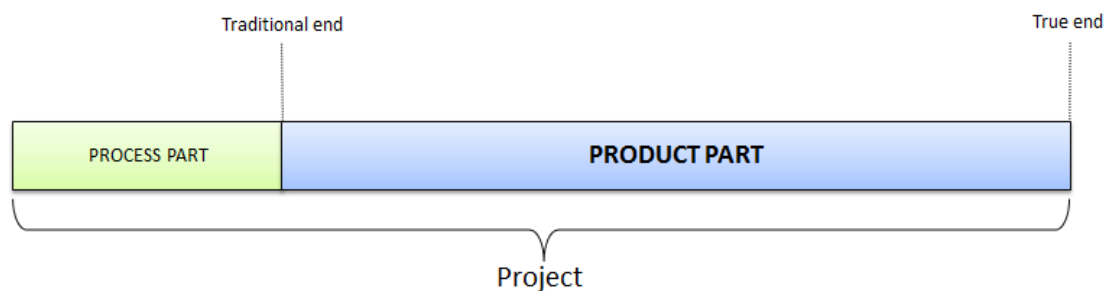 Traditional end
True end
PROCESS PART
PRODUCT PART
Project